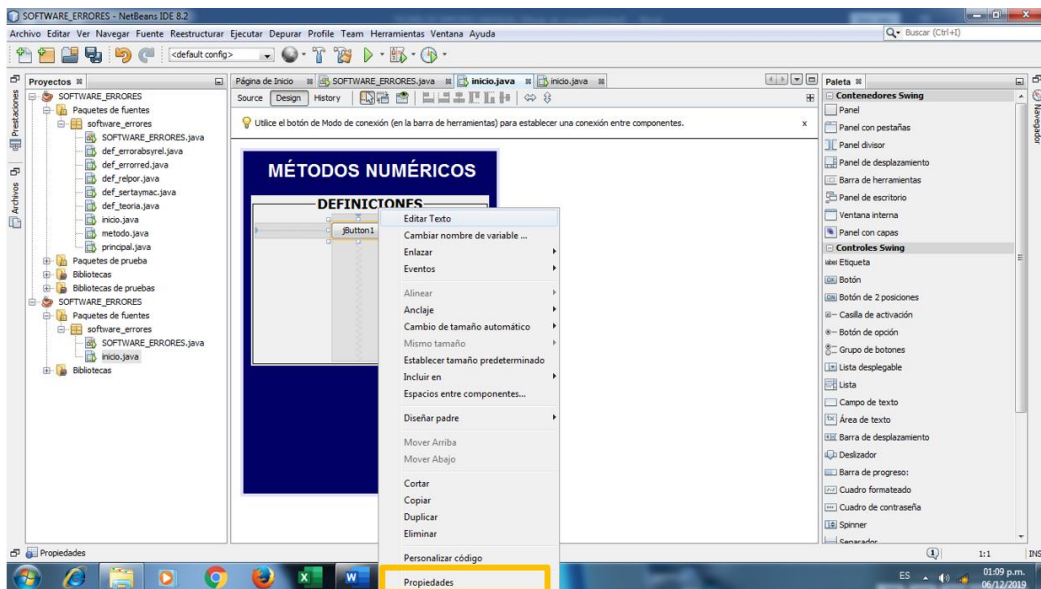 SOFTWARE_ERRORES - NetBeans IDE 8.2
Archivo Editar Ver Navegar Fuente Reestructurar Ejecutar Depurar Profile Team Herramientas Ventana Ayuda
Buscar (Ctrl+I)
<default config>
Proyectos
Página de Inicio SOFTWARE_ERRORES.java inicio.java inicio.java
Paleta
Prestaciones
Archivos
Navegador
SOFTWARE_ERRORES
Paquetes de fuentes
software_errores
SOFTWARE_ERRORES.java
def_errorabsyrel.java
def_errorred.java
def_relpor.java
def_sertaymac.java
def_teoria.java
inicio.java
metodo.java
principal.java
Paquetes de prueba
Bibliotecas
Bibliotecas de pruebas
SOFTWARE_ERRORES
Paquetes de fuentes
software_errores
SOFTWARE_ERRORES.java
inicio.java
Bibliotecas
Source Design History
Utilice el botón de Modo de conexión (en la barra de herramientas) para establecer una conexión entre componentes.
x
MÉTODOS NUMÉRICOS
DEFINICIONES
jButton1
Editar Texto
Cambiar nombre de variable ...
Enlazar
Eventos
Alinear
Anclaje
Cambio de tamaño automático
Mismo tamaño
Establecer tamaño predeterminado
Incluir en
Espacios entre componentes...
Diseñar padre
Mover Arriba
Mover Abajo
Cortar
Copiar
Duplicar
Eliminar
Personalizar código
Propiedades
Contenedores Swing
Panel
Panel con pestañas
Panel divisor
Panel de desplazamiento
Barra de herramientas
Panel de escritorio
Ventana interna
Panel con capas
Controles Swing
label Etiqueta
OK Botón
ON Botón de 2 posiciones
Casilla de activación
Botón de opción
Grupo de botones
Lista desplegable
Lista
Campo de texto
Área de texto
Barra de desplazamiento
Deslizador
Barra de progreso:
Cuadro formateado
Cuadro de contraseña
Spinner
Separador
Propiedades
1
1:1
INS
ES
01:09 p.m.
06/12/2019